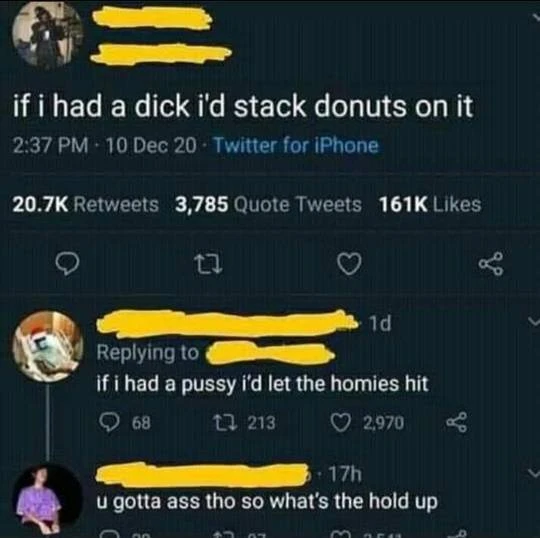 if i had a dick i'd stack donuts on it
2:37 PM · 10 Dec 20 · Twitter for iPhone
20.7K Retweets 3,785 Quote Tweets 161K Likes
1d
Replying to
if i had a pussy i'd let the homies hit
68 213 2,970
17h
u gotta ass tho so what's the hold up